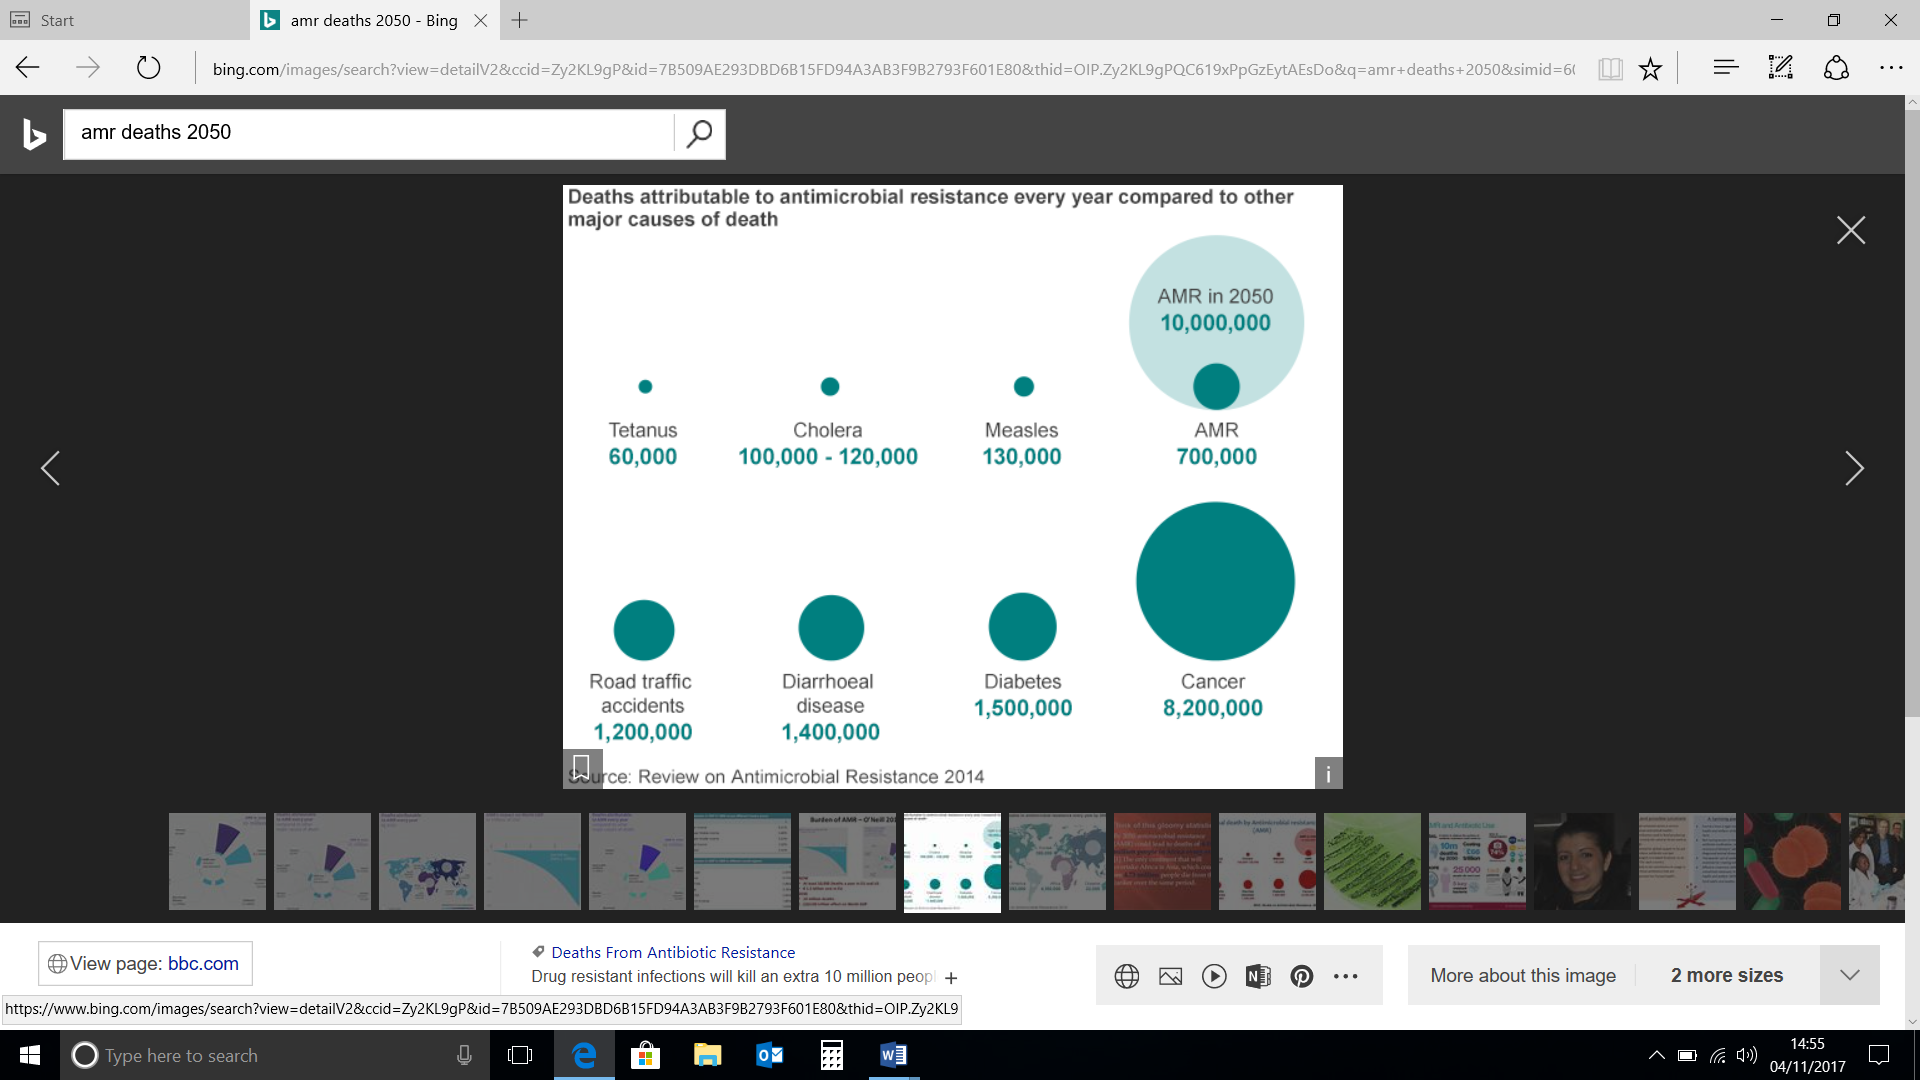 Start
amr deaths 2050 - Bing
bing.com/images/search?view=detailV2&ccid=Zy2KL9gP&id=7B509AE293DBD6B15FD94A3AB3F9B2793F601E80&thid=OIP.Zy2KL9gPQC619xPpGzEytAEsDo&q=amr+deaths+2050&simid=60
amr deaths 2050
Deaths attributable to antimicrobial resistance every year compared to other
major causes of death
AMR in 2050
10,000,000
Tetanus
60,000
Cholera
100,000 - 120,000
Measles
130,000
AMR
700,000
Road traffic
accidents
1,200,000
Diarrhoeal
disease
1,400,000
Diabetes
1,500,000
Cancer
8,200,000
Source: Review on Antimicrobial Resistance 2014
Burden of AMR – O'Neill
View page: bbc.com
Deaths From Antibiotic Resistance
Drug resistant infections will kill an extra 10 million peopl
More about this image
2 more sizes
https://www.bing.com/images/search?view=detailV2&ccid=Zy2KL9gP&id=7B509AE293DBD6B15FD94A3AB3F9B2793F601E80&thid=OIP.Zy2KL9
Type here to search
14:55
04/11/2017